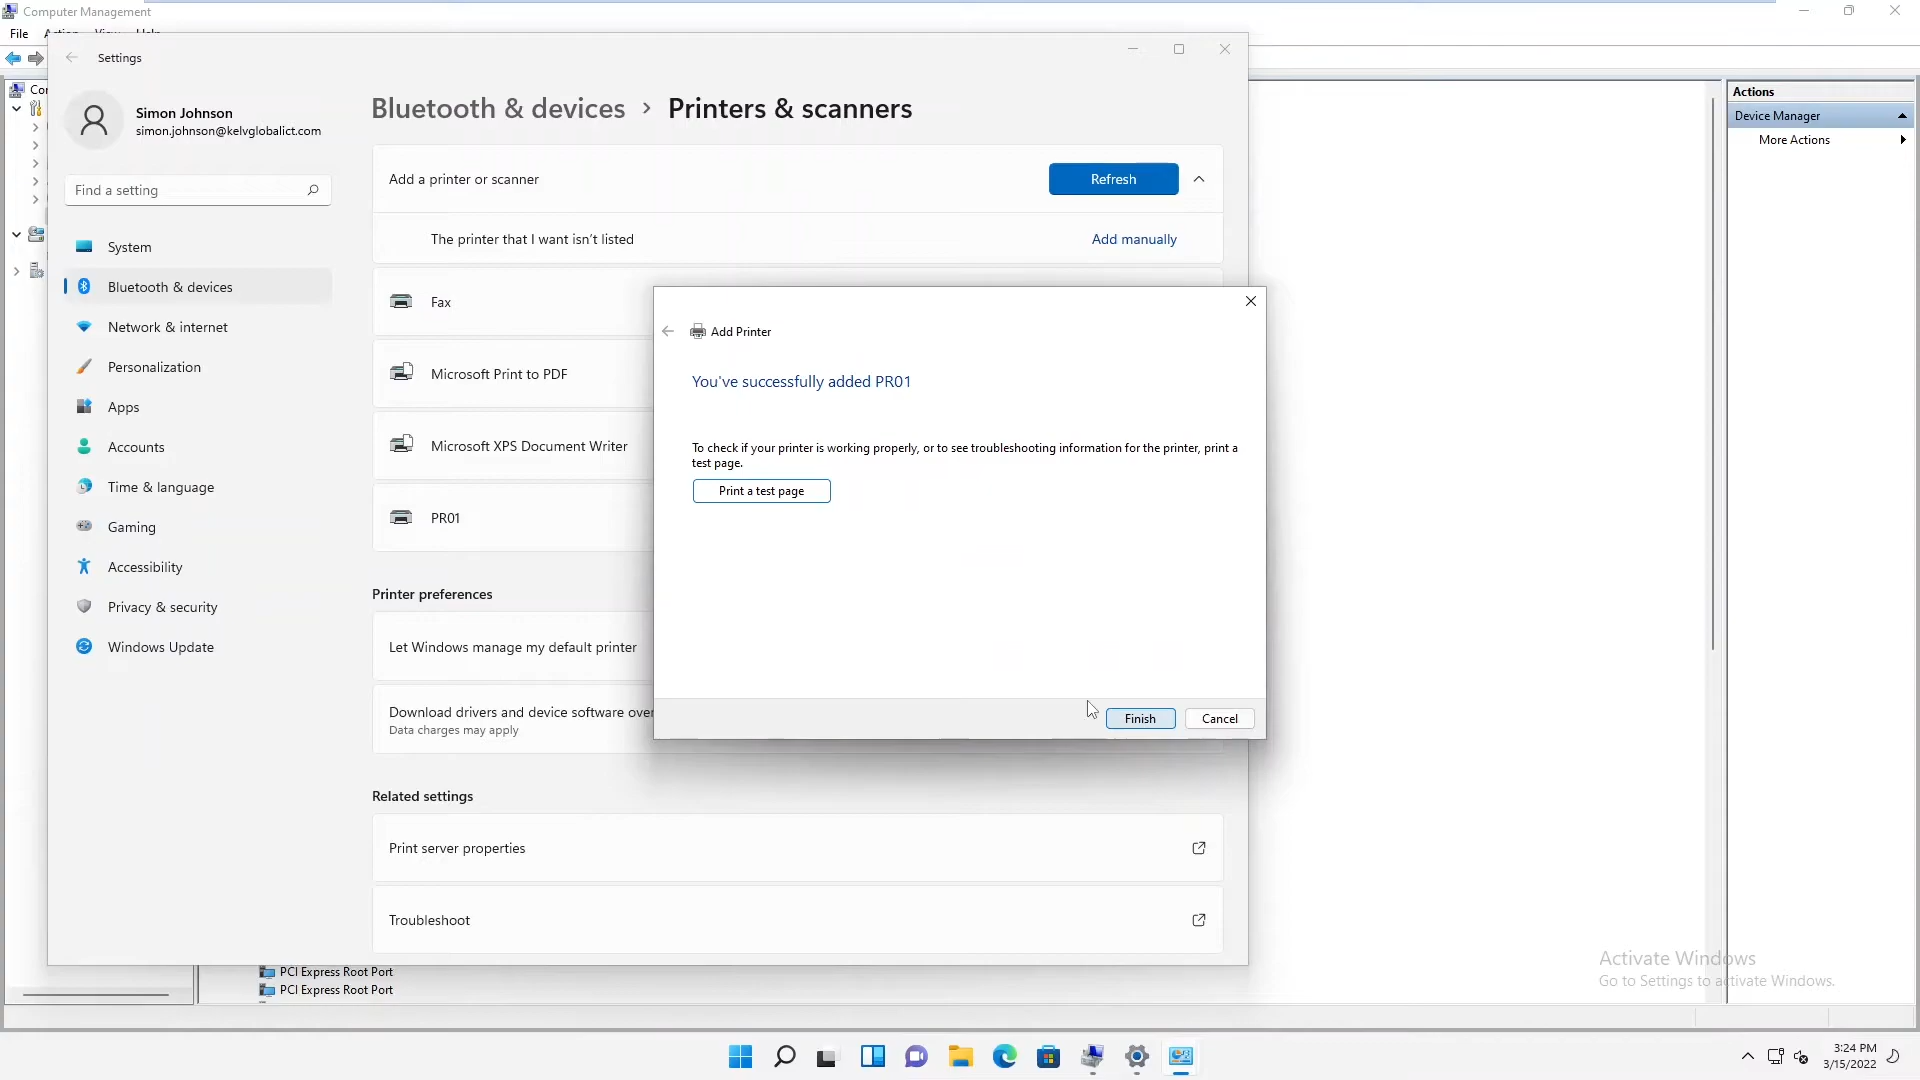 Computer Management
File
Settings
Simon Johnson
simon.johnson@kelvglobalict.com
Find a setting
System
Bluetooth & devices
Network & internet
Personalization
Apps
Accounts
Time & language
Gaming
Accessibility
Privacy & security
Windows Update
Bluetooth & devices › Printers & scanners
Add a printer or scanner
Refresh
The printer that I want isn't listed
Add manually
Fax
Microsoft Print to PDF
Microsoft XPS Document Writer
PR01
Printer preferences
Let Windows manage my default printer
Download drivers and device software over
Data charges may apply
Related settings
Print server properties
Troubleshoot
Add Printer
You've successfully added PR01
To check if your printer is working properly, or to see troubleshooting information for the printer, print a
test page.
Print a test page
Finish
Cancel
PCI Express Root Port
PCI Express Root Port
Actions
Device Manager
More Actions
Activate Windows
Go to Settings to activate Windows.
3:24 PM
3/15/2022